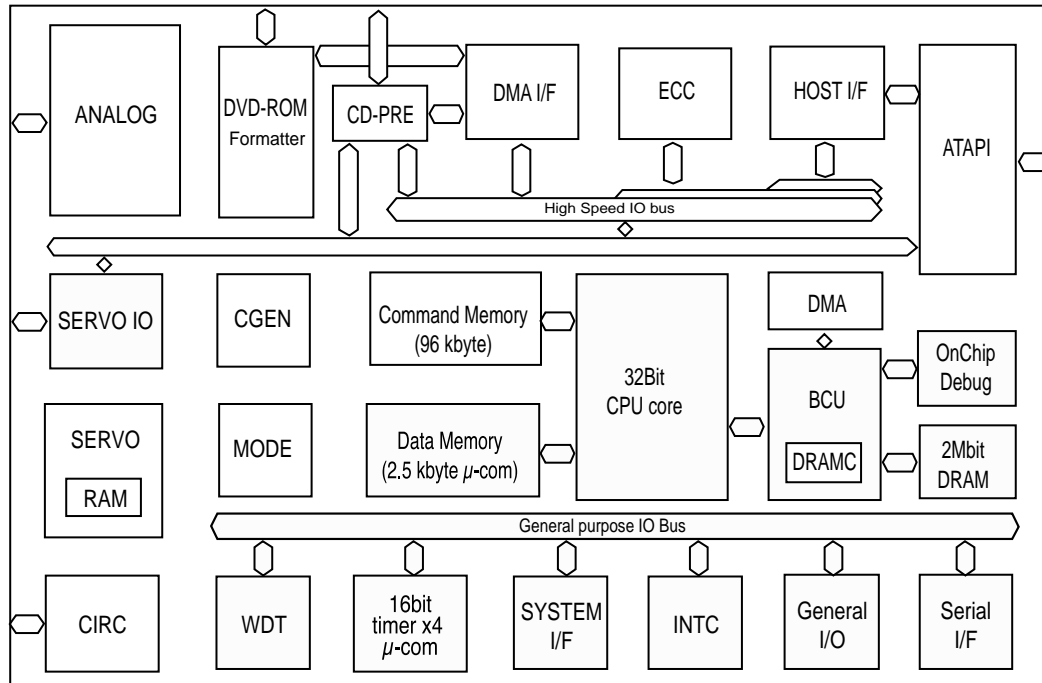 ANALOG
DVD-ROM
Formatter
CD-PRE
DMA I/F
ECC
HOST I/F
ATAPI
High Speed IO bus
SERVO IO
CGEN
Command Memory
(96 kbyte)
32Bit
CPU core
DMA
BCU
DRAMC
OnChip
Debug
SERVO
RAM
MODE
Data Memory
(2.5 kbyte μ-com)
2Mbit
DRAM
General purpose IO Bus
CIRC
WDT
16bit
timer x4
μ-com
SYSTEM
I/F
INTC
General
I/O
Serial
I/F